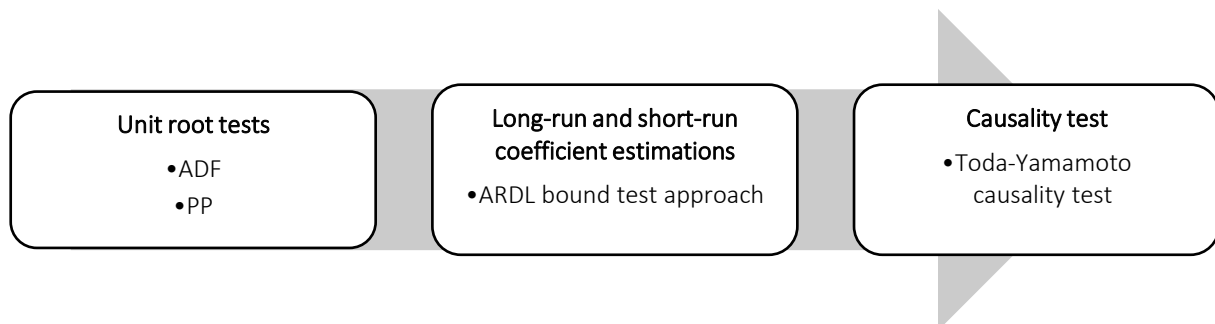 Unit root tests
•ADF
•PP
Long-run and short-run
coefficient estimations
•ARDL bound test approach
Causality test
•Toda-Yamamoto
causality test